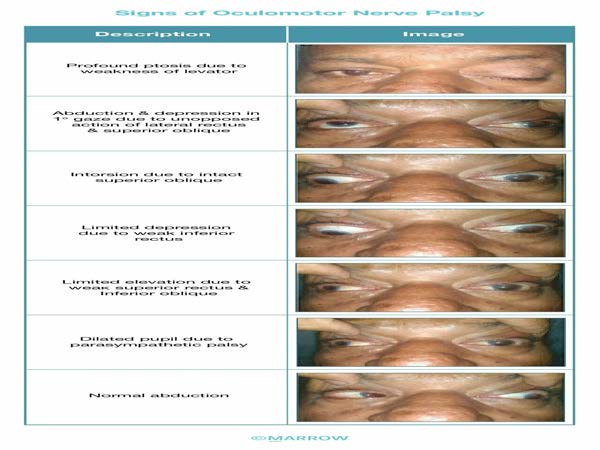 Signs of Oculomotor Nerve Palsy
Description
Image
Profound ptosis due to
weakness of levator
Abduction & depression in
1° gaze due to unopposed
action of lateral rectus
& superior oblique
Intorsion due to intact
superior oblique
Limited depression
due to weak inferior
rectus
Limited elevation due to
weak superior rectus &
Inferior oblique
Dilated pupil due to
parasympathetic palsy
Normal abduction
©MARROW